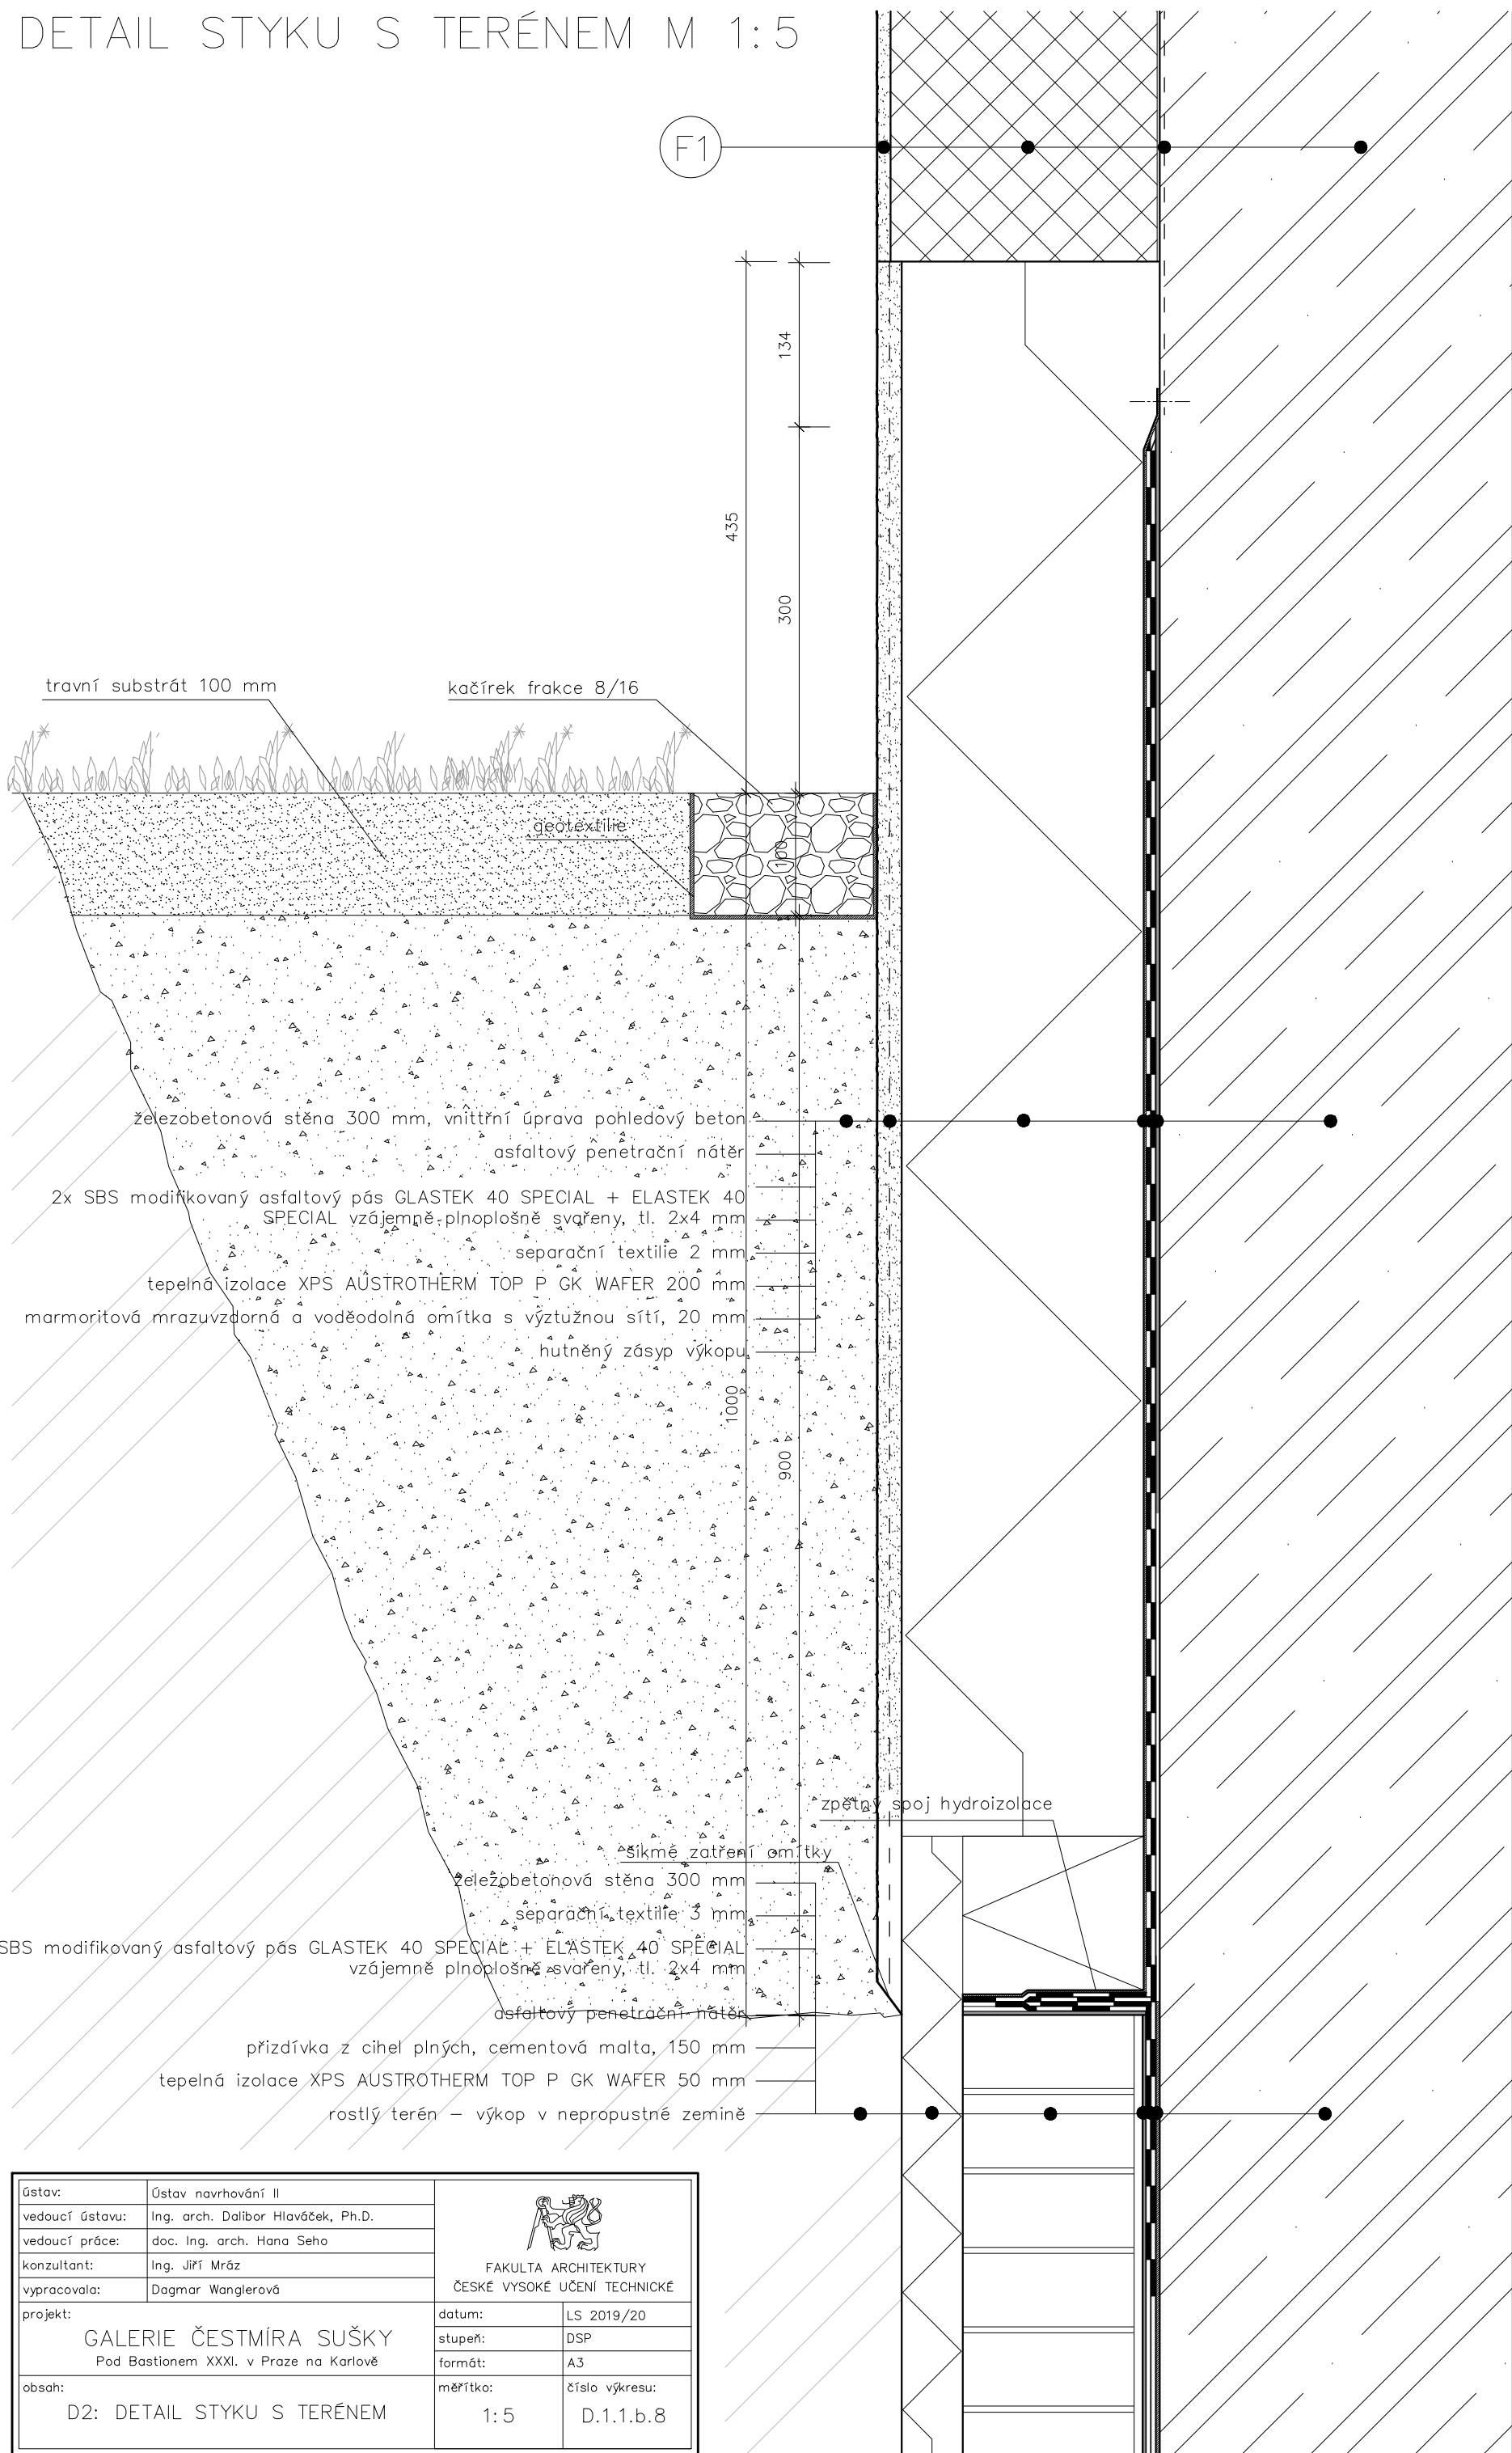 DETAIL STYKU S TERÉNEM M 1:5
F1
134
435
300
travní substrát 100 mm
kačírek frakce 8/16
geotextilie
100
železobetonová stěna 300 mm, vnittřní úprava pohledový beton
asfaltový penetrační nátěr
2x SBS modifikovaný asfaltový pás GLASTEK 40 SPECIAL + ELASTEK 40
SPECIAL vzájemně plnoplošně svařeny, tl. 2x4 mm
separační textilie 2 mm
tepelná izolace XPS AUSTROTHERM TOP P GK WAFER 200 mm
marmoritová mrazuvzdorná a voděodolná omítka s výztužnou sítí, 20 mm
hutněný zásyp výkopu
1000
900
zpětný spoj hydroizolace
šikmé zatření omítky
železobetonová stěna 300 mm
separační textilie 3 mm
SBS modifikovaný asfaltový pás GLASTEK 40 SPECIAL + ELASTEK 40 SPECIAL
vzájemně plnoplošně svařeny, tl. 2x4 mm
asfaltový penetrační nátěr
přizdívka z cihel plných, cementová malta, 150 mm
tepelná izolace XPS AUSTROTHERM TOP P GK WAFER 50 mm
rostlý terén – výkop v nepropustné zemině
ústav: Ústav navrhování II
vedoucí ústavu: Ing. arch. Dalibor Hlaváček, Ph.D.
vedoucí práce: doc. Ing. arch. Hana Seho
konzultant: Ing. Jiří Mráz
vypracovala: Dagmar Wanglerová
FAKULTA ARCHITEKTURY
ČESKÉ VYSOKÉ UČENÍ TECHNICKÉ
projekt:
GALERIE ČESTMÍRA SUŠKY
Pod Bastionem XXXI. v Praze na Karlově
datum: LS 2019/20
stupeň: DSP
formát: A3
obsah:
D2: DETAIL STYKU S TERÉNEM
měřítko:
1:5
číslo výkresu:
D.1.1.b.8